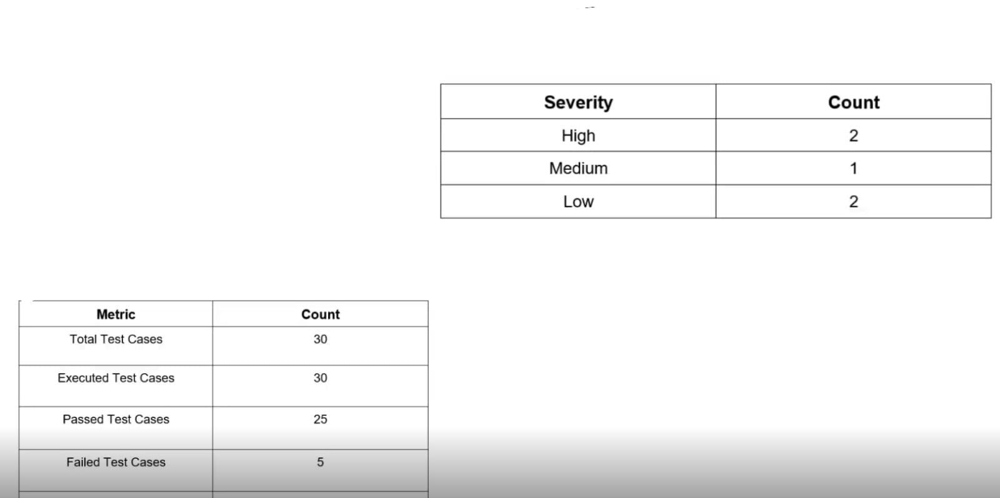 Severity Count
High 2
Medium 1
Low 2
Metric Count
Total Test Cases 30
Executed Test Cases 30
Passed Test Cases 25
Failed Test Cases 5